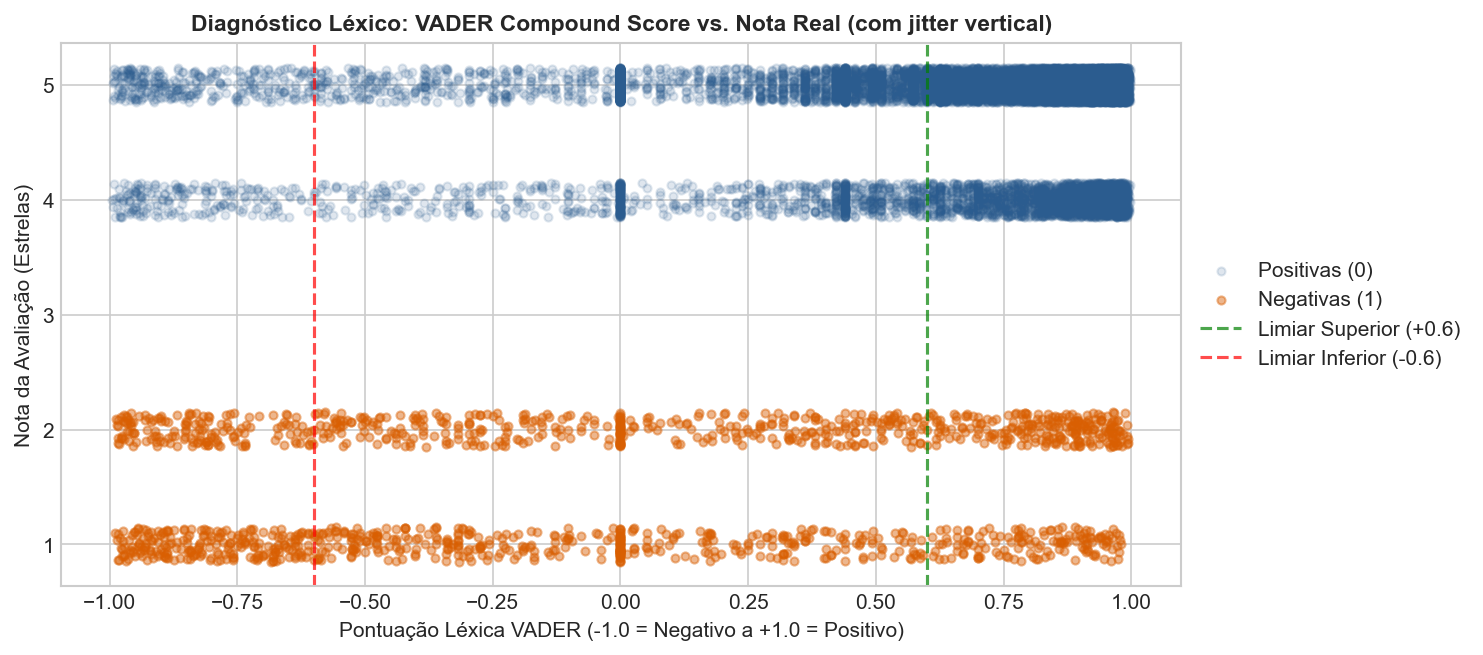 Diagnóstico Léxico: VADER Compound Score vs. Nota Real (com jitter vertical)
Nota da Avaliação (Estrelas)
5
4
3
2
1
−1.00
−0.75
−0.50
−0.25
0.00
0.25
0.50
0.75
1.00
Pontuação Léxica VADER (-1.0 = Negativo a +1.0 = Positivo)
Positivas (0)
Negativas (1)
Limiar Superior (+0.6)
Limiar Inferior (-0.6)